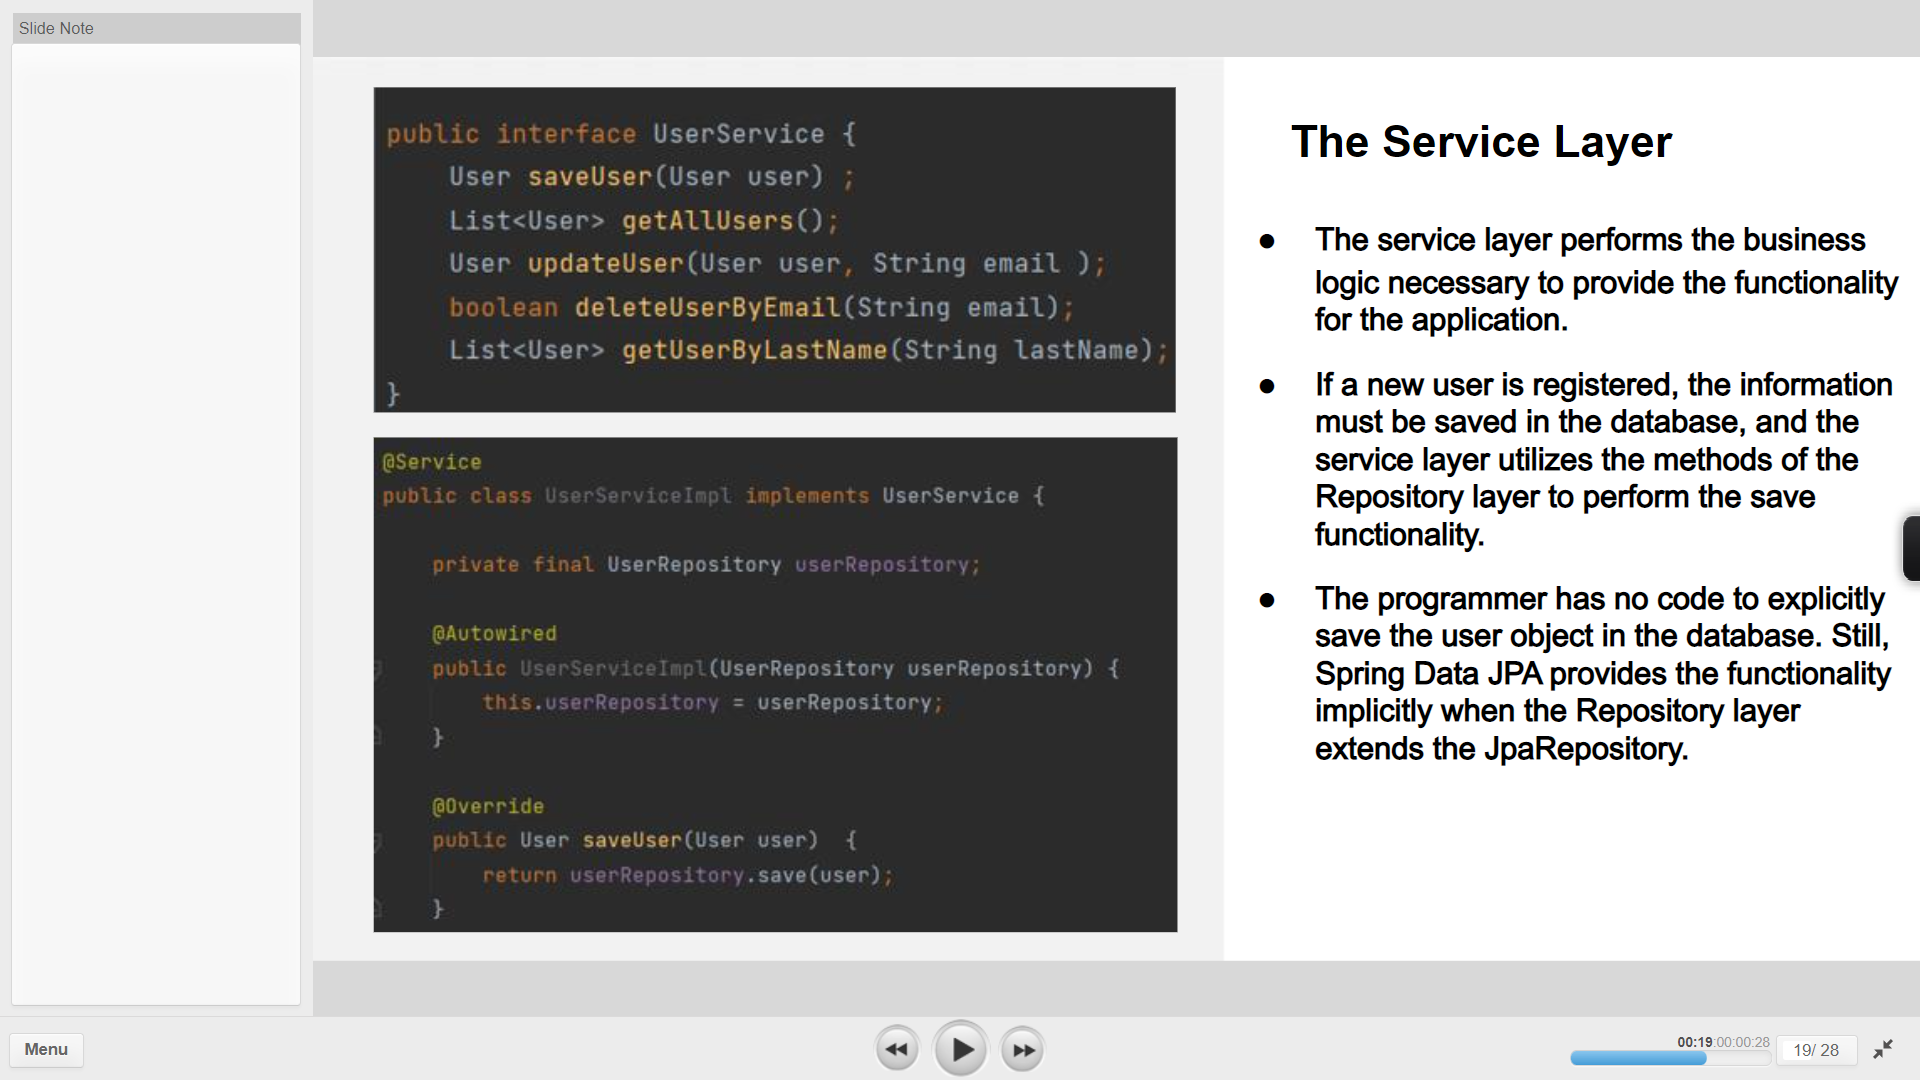 Slide Note
public interface UserService {
User saveUser(User user) ;
List<User> getAllUsers();
User updateUser(User user, String email );
boolean deleteUserByEmail(String email);
List<User> getUserByLastName(String lastName);
}
@Service
public class UserServiceImpl implements UserService {
private final UserRepository userRepository;
@Autowired
public UserServiceImpl(UserRepository userRepository) {
this.userRepository = userRepository;
}
@Override
public User saveUser(User user)  {
return userRepository.save(user);
}
The Service Layer
● The service layer performs the business
logic necessary to provide the functionality
for the application.
● If a new user is registered, the information
must be saved in the database, and the
service layer utilizes the methods of the
Repository layer to perform the save
functionality.
● The programmer has no code to explicitly
save the user object in the database. Still,
Spring Data JPA provides the functionality
implicitly when the Repository layer
extends the JpaRepository.
Menu
00:19:00:00:28
19/ 28